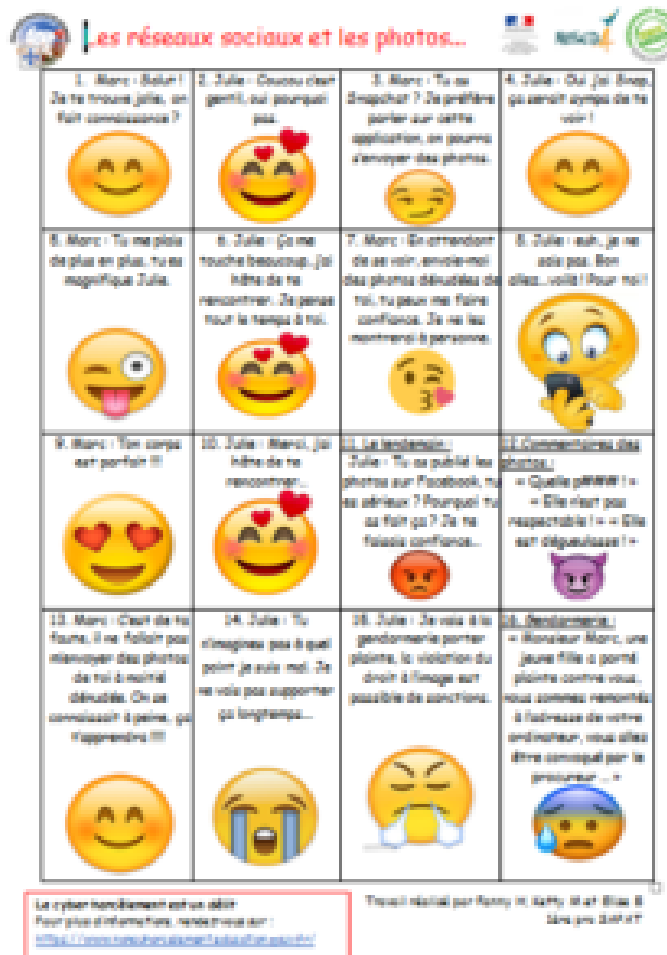 Les réseaux sociaux et les photos...
1. Marc : Salut !
Je te trouve jolie, on
fait connaissance ?
2. Julie : Coucou c'est
gentil, oui pourquoi
pas.
3. Marc : Tu as
Snapchat ? Je préfère
parler sur cette
application, on pourra
s'envoyer des photos.
4. Julie : Oui j'ai Snap,
ça serait sympa de te
voir !
5. Marc : Tu me plais
de plus en plus, tu es
magnifique Julie.
6. Julie : Ça me
touche beaucoup, j'ai
hâte de te
rencontrer. Je pense
tout le temps à toi.
7. Marc : En attendant
de se voir, envoie-moi
des photos dénudées de
toi, tu peux me faire
confiance. Je ne les
montrerai à personne.
8. Julie : euh, je ne
sais pas. Bon
allez...voilà ! Pour toi !
9. Marc : Ton corps
est parfait !!!
10. Julie : Merci, j'ai
hâte de te
rencontrer...
11. Le lendemain :
Julie : Tu as publié les
photos sur Facebook, tu
es sérieux ? Pourquoi tu
as fait ça ? Je te
faisais confiance...
12. Commentaires des
photos :
« Quelle p#### ! »
« Elle n'est pas
respectable ! » « Elle
est dégueulasse ! »
13. Marc : C'est de ta
faute, il ne fallait pas
m'envoyer des photos
de toi à moitié
dénudée. On se
connaissait à peine, ça
t'apprendra !!!
14. Julie : Tu
n'imagines pas à quel
point je suis mal. Je
ne vais pas supporter
ça longtemps...
15. Julie : Je vais à la
gendarmerie porter
plainte, la violation du
droit à l'image est
passible de sanctions.
16. Gendarmerie :
« Monsieur Marc, une
jeune fille a porté
plainte contre vous,
nous sommes remontés
à l'adresse de votre
ordinateur, vous allez
être convoqué par le
procureur ... »
Le cyber harcèlement est un délit
Pour plus d'informations, rendez-vous sur :
Travail réalisé par Fanny M, Ketty M et Elise B
1ère pro